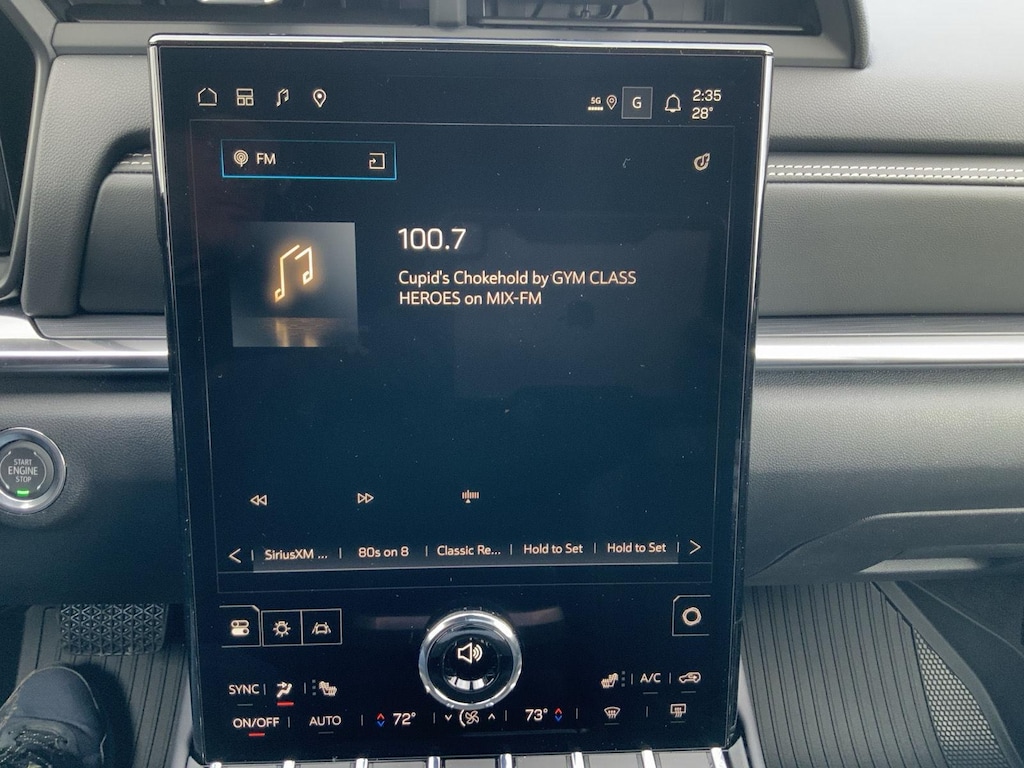 5G
G
2:35
28°
FM
100.7
Cupid's Chokehold by GYM CLASS
HEROES on MIX-FM
START
ENGINE
STOP
SiriusXM ... | 80s on 8 | Classic Re... | Hold to Set | Hold to Set
SYNC
A/C
ON/OFF AUTO 72° 73°